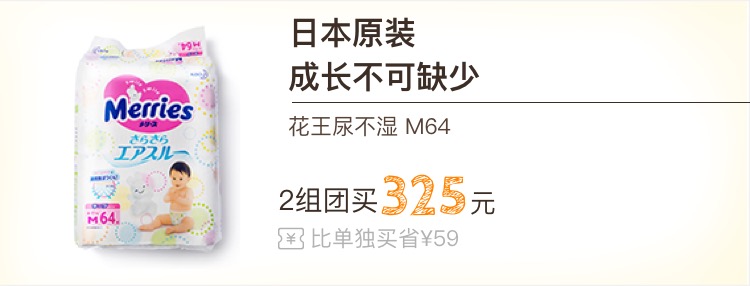 日本原装
成长不可缺少
花王尿不湿 M64
2组团买325元
¥ 比单独买省¥59
Merries
メリーズ
さらさら
エアスルー
M64